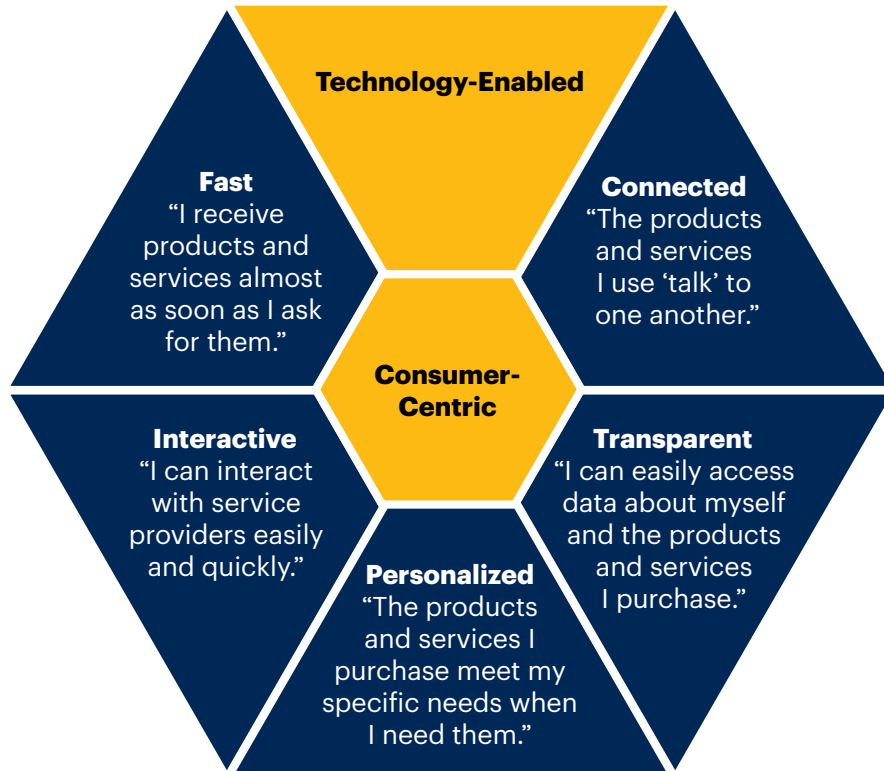 Technology-Enabled
Fast
“I receive
products and
services almost
as soon as I ask
for them.”
Connected
“The products
and services
I use ‘talk’ to
one another.”
Consumer-
Centric
Interactive
“I can interact
with service
providers easily
and quickly.”
Transparent
“I can easily access
data about myself
and the products
and services
I purchase.”
Personalized
“The products
and services I
purchase meet my
specific needs when
I need them.”